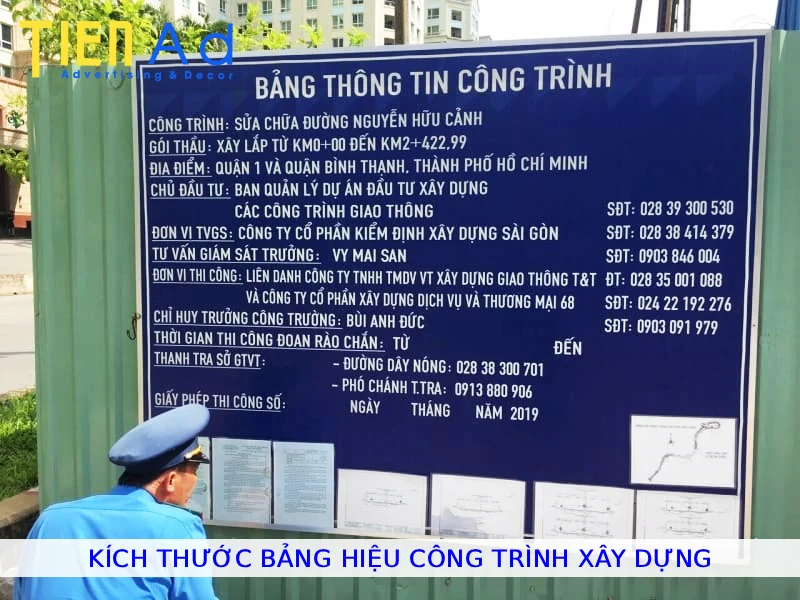 TIEN Ad
Advertising & Decor
BẢNG THÔNG TIN CÔNG TRÌNH
CÔNG TRÌNH: SỬA CHỮA ĐƯỜNG NGUYỄN HỮU CẢNH
GÓI THẦU: XÂY LẮP TỪ KM0+00 ĐẾN KM2+422.99
ĐỊA ĐIỂM: QUẬN 1 VÀ QUẬN BÌNH THẠNH, THÀNH PHỐ HỒ CHÍ MINH
CHỦ ĐẦU TƯ: BAN QUẢN LÝ DỰ ÁN ĐẦU TƯ XÂY DỰNG
CÁC CÔNG TRÌNH GIAO THÔNG SĐT: 028 39 300 530
ĐƠN VỊ TVGS: CÔNG TY CỔ PHẦN KIỂM ĐỊNH XÂY DỰNG SÀI GÒN SĐT: 028 38 414 379
TƯ VẤN GIÁM SÁT TRƯỞNG: VY MAI SAN SĐT: 0903 846 004
ĐƠN VỊ THI CÔNG: LIÊN DANH CÔNG TY TNHH TMDV VT XÂY DỰNG GIAO THÔNG T&T ĐT: 028 35 001 088
VÀ CÔNG TY CỔ PHẦN XÂY DỰNG DỊCH VỤ VÀ THƯƠNG MẠI 68 SĐT: 024 22 192 276
CHỈ HUY TRƯỞNG CÔNG TRƯỜNG: BÙI ANH ĐỨC SĐT: 0903 091 979
THỜI GIAN THI CÔNG ĐOẠN RÀO CHẮN: TỪ ĐẾN
THANH TRA SỞ GTVT: – ĐƯỜNG DÂY NÓNG: 028 38 300 701
– PHÓ CHÁNH T.TRA: 0913 880 906
GIẤY PHÉP THI CÔNG SỐ: NGÀY THÁNG NĂM 2019
KÍCH THƯỚC BẢNG HIỆU CÔNG TRÌNH XÂY DỰNG